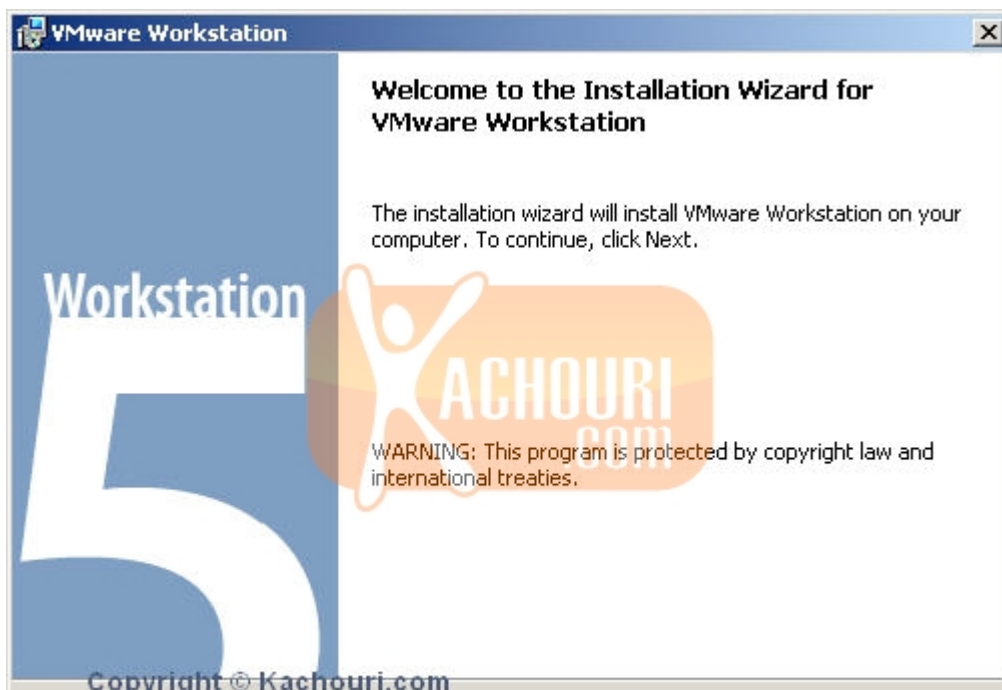 VMware Workstation
Welcome to the Installation Wizard for
VMware Workstation
The installation wizard will install VMware Workstation on your
computer. To continue, click Next.
Workstation
5
KACHOURI
.com
WARNING: This program is protected by copyright law and
international treaties.
Copyright © Kachouri.com